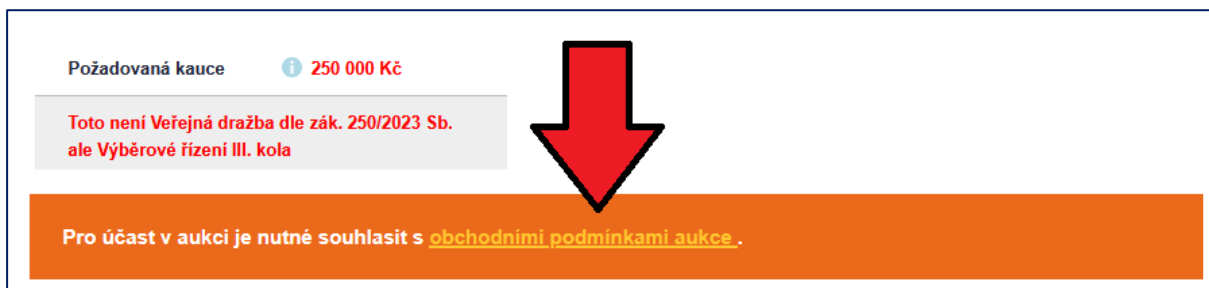 Požadovaná kauce 250 000 Kč
Toto není Veřejná dražba dle zák. 250/2023 Sb.
ale Výběrové řízení III. kola
Pro účast v aukci je nutné souhlasit s obchodními podmínkami aukce .